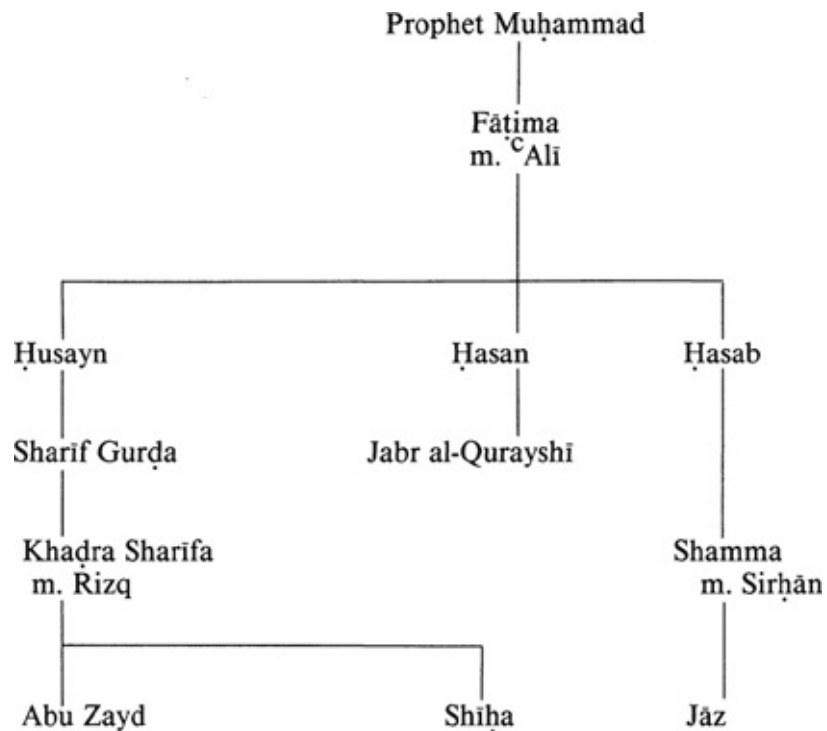 Prophet Muḥammad
Fāṭima
m. ᶜAlī
Ḥusayn Ḥasan Ḥasab
Sharīf Gurḍa Jabr al-Qurayshī
Khaḍra Sharīfa Shamma
m. Rizq m. Sirḥān
Abu Zayd Shīḥa Jāz